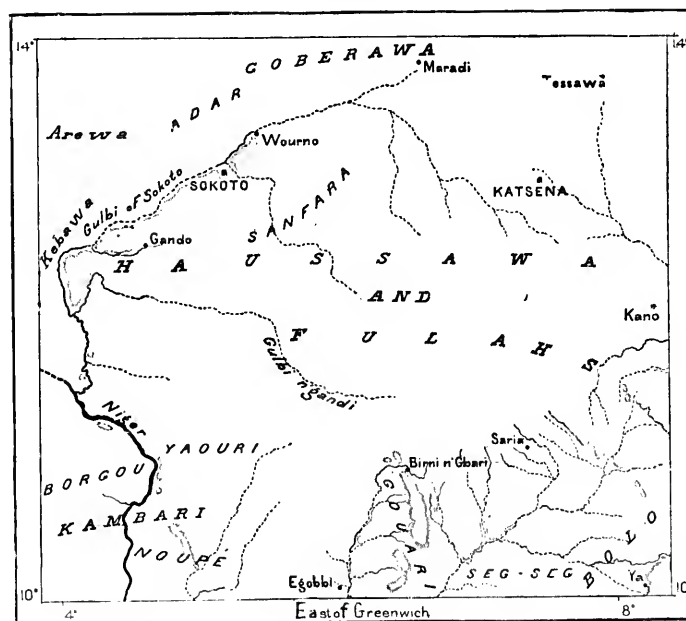 14°
14°
GOBERAWA
Maradi
ADAR
Tessawa
Arewa
Wourno
SOKOTO
KATSENA
Gulbi of Sokoto
SANFARA
Kebawa
Gando
HAUSSAWA
AND
Kano
FULAHS
Gulbi ngandi
Niger
Saria
YAOURI
Birni n'Gbari
BORGOU
GOUARI
KAMBARI
BOLO
NOUPÉ
SEG-SEG
Ya
Egobbi
10°
10
4°
East of Greenwich
8°